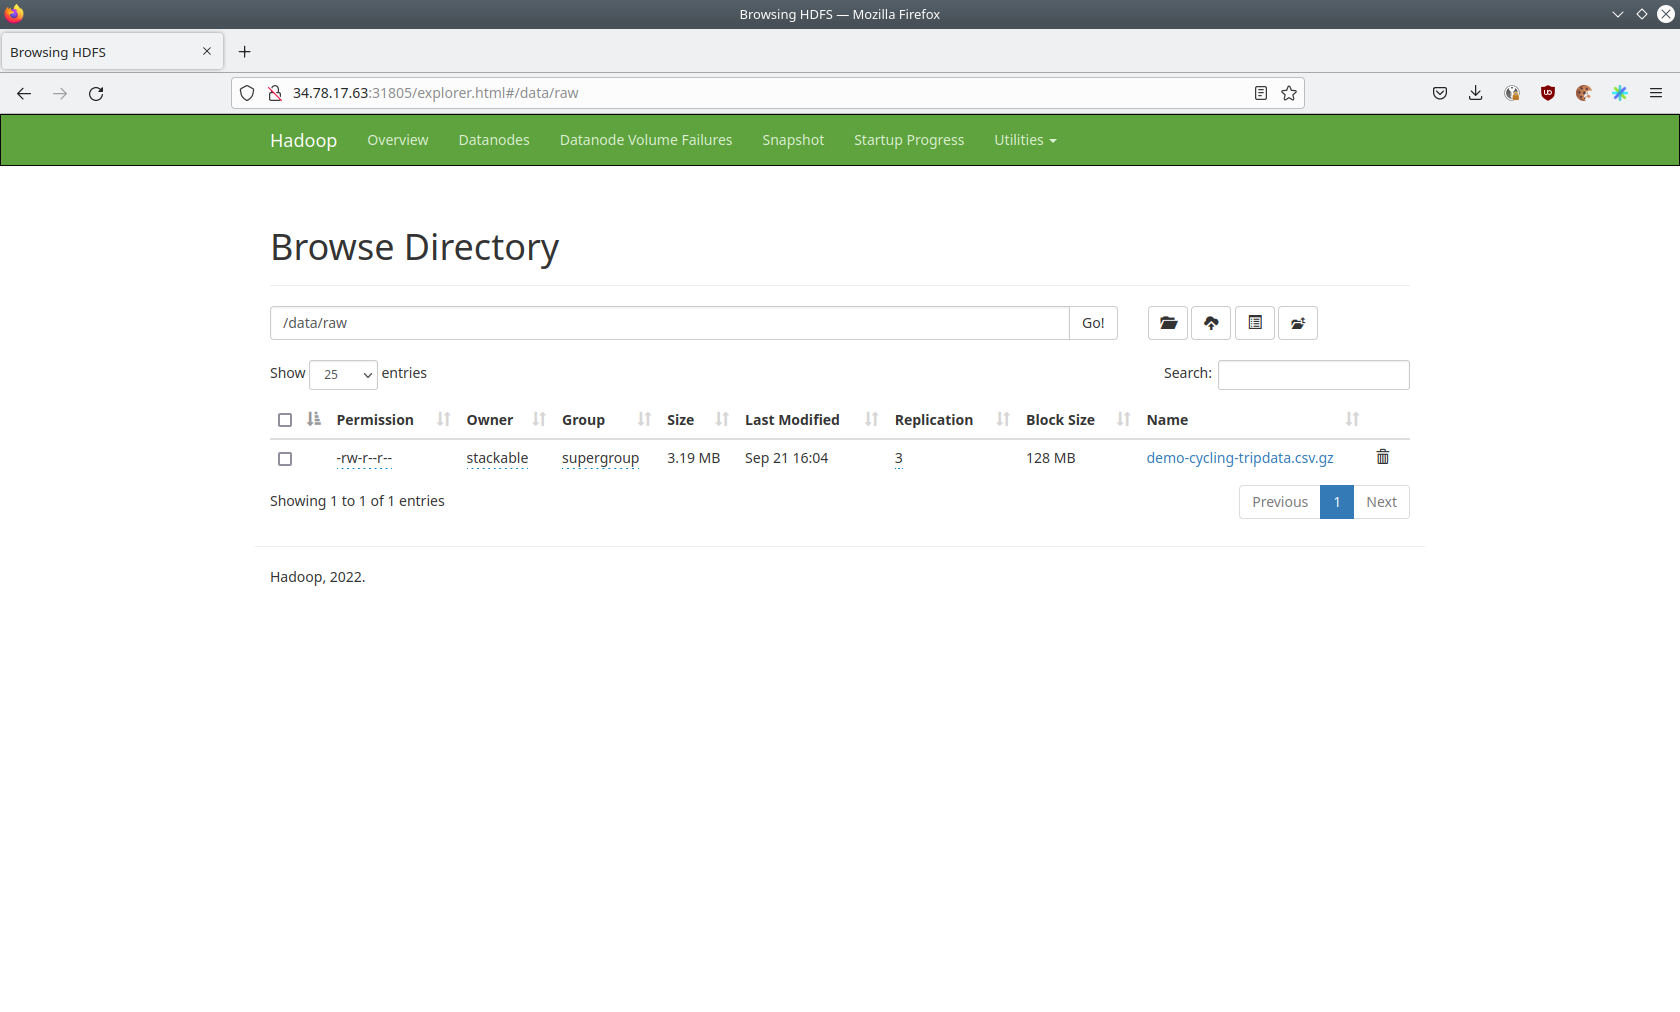 Browsing HDFS — Mozilla Firefox
Browsing HDFS
34.78.17.63:31805/explorer.html#/data/raw
Hadoop Overview Datanodes Datanode Volume Failures Snapshot Startup Progress Utilities
Browse Directory
/data/raw Go!
Show 25 entries Search:
Permission Owner Group Size Last Modified Replication Block Size Name
-rw-r--r-- stackable supergroup 3.19 MB Sep 21 16:04 3 128 MB demo-cycling-tripdata.csv.gz
Showing 1 to 1 of 1 entries Previous 1 Next
Hadoop, 2022.